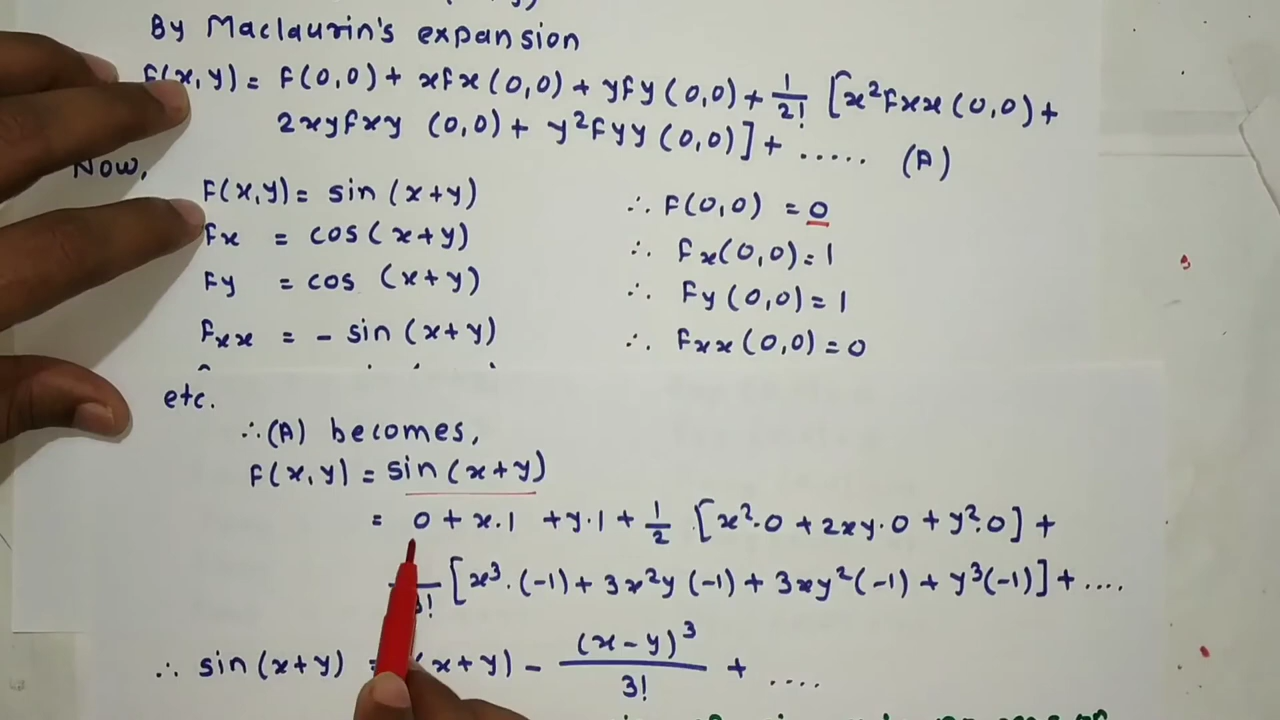 By Maclaurin's expansion
F(x,y) = F(0,0) + xFx(0,0) + yFy(0,0) + 1/2! [x²Fxx(0,0) +
2xyFxy (0,0) + y²Fyy(0,0)] + ..... (A)
Now,
F(x,y) = sin (x+y) ∴ F(0,0) = 0
Fx = cos(x+y) ∴ Fx(0,0) = 1
Fy = cos (x+y) ∴ Fy(0,0) = 1
Fxx = - sin (x+y) ∴ Fxx(0,0) = 0
etc.
∴ (A) becomes,
F(x,y) = sin (x+y)
= 0 + x·1 + y·1 + 1/2 [x²·0 + 2xy·0 + y²·0] +
3! [x³·(-1) + 3x²y (-1) + 3xy²(-1) + y³(-1)] + ....
∴ sin (x+y) = (x+y) - (x-y)³/3! + ....